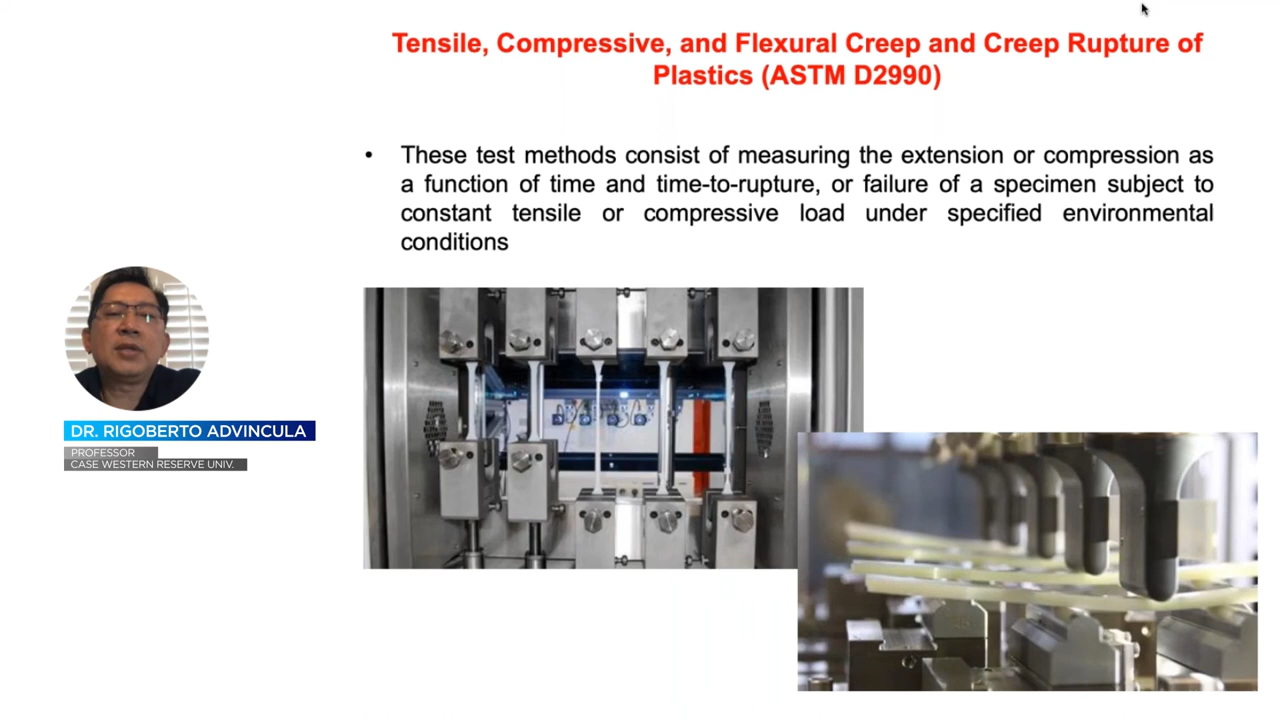 Tensile, Compressive, and Flexural Creep and Creep Rupture of
Plastics (ASTM D2990)
• These test methods consist of measuring the extension or compression as
a function of time and time-to-rupture, or failure of a specimen subject to
constant tensile or compressive load under specified environmental
conditions
DR. RIGOBERTO ADVINCULA
PROFESSOR
CASE WESTERN RESERVE UNIV.